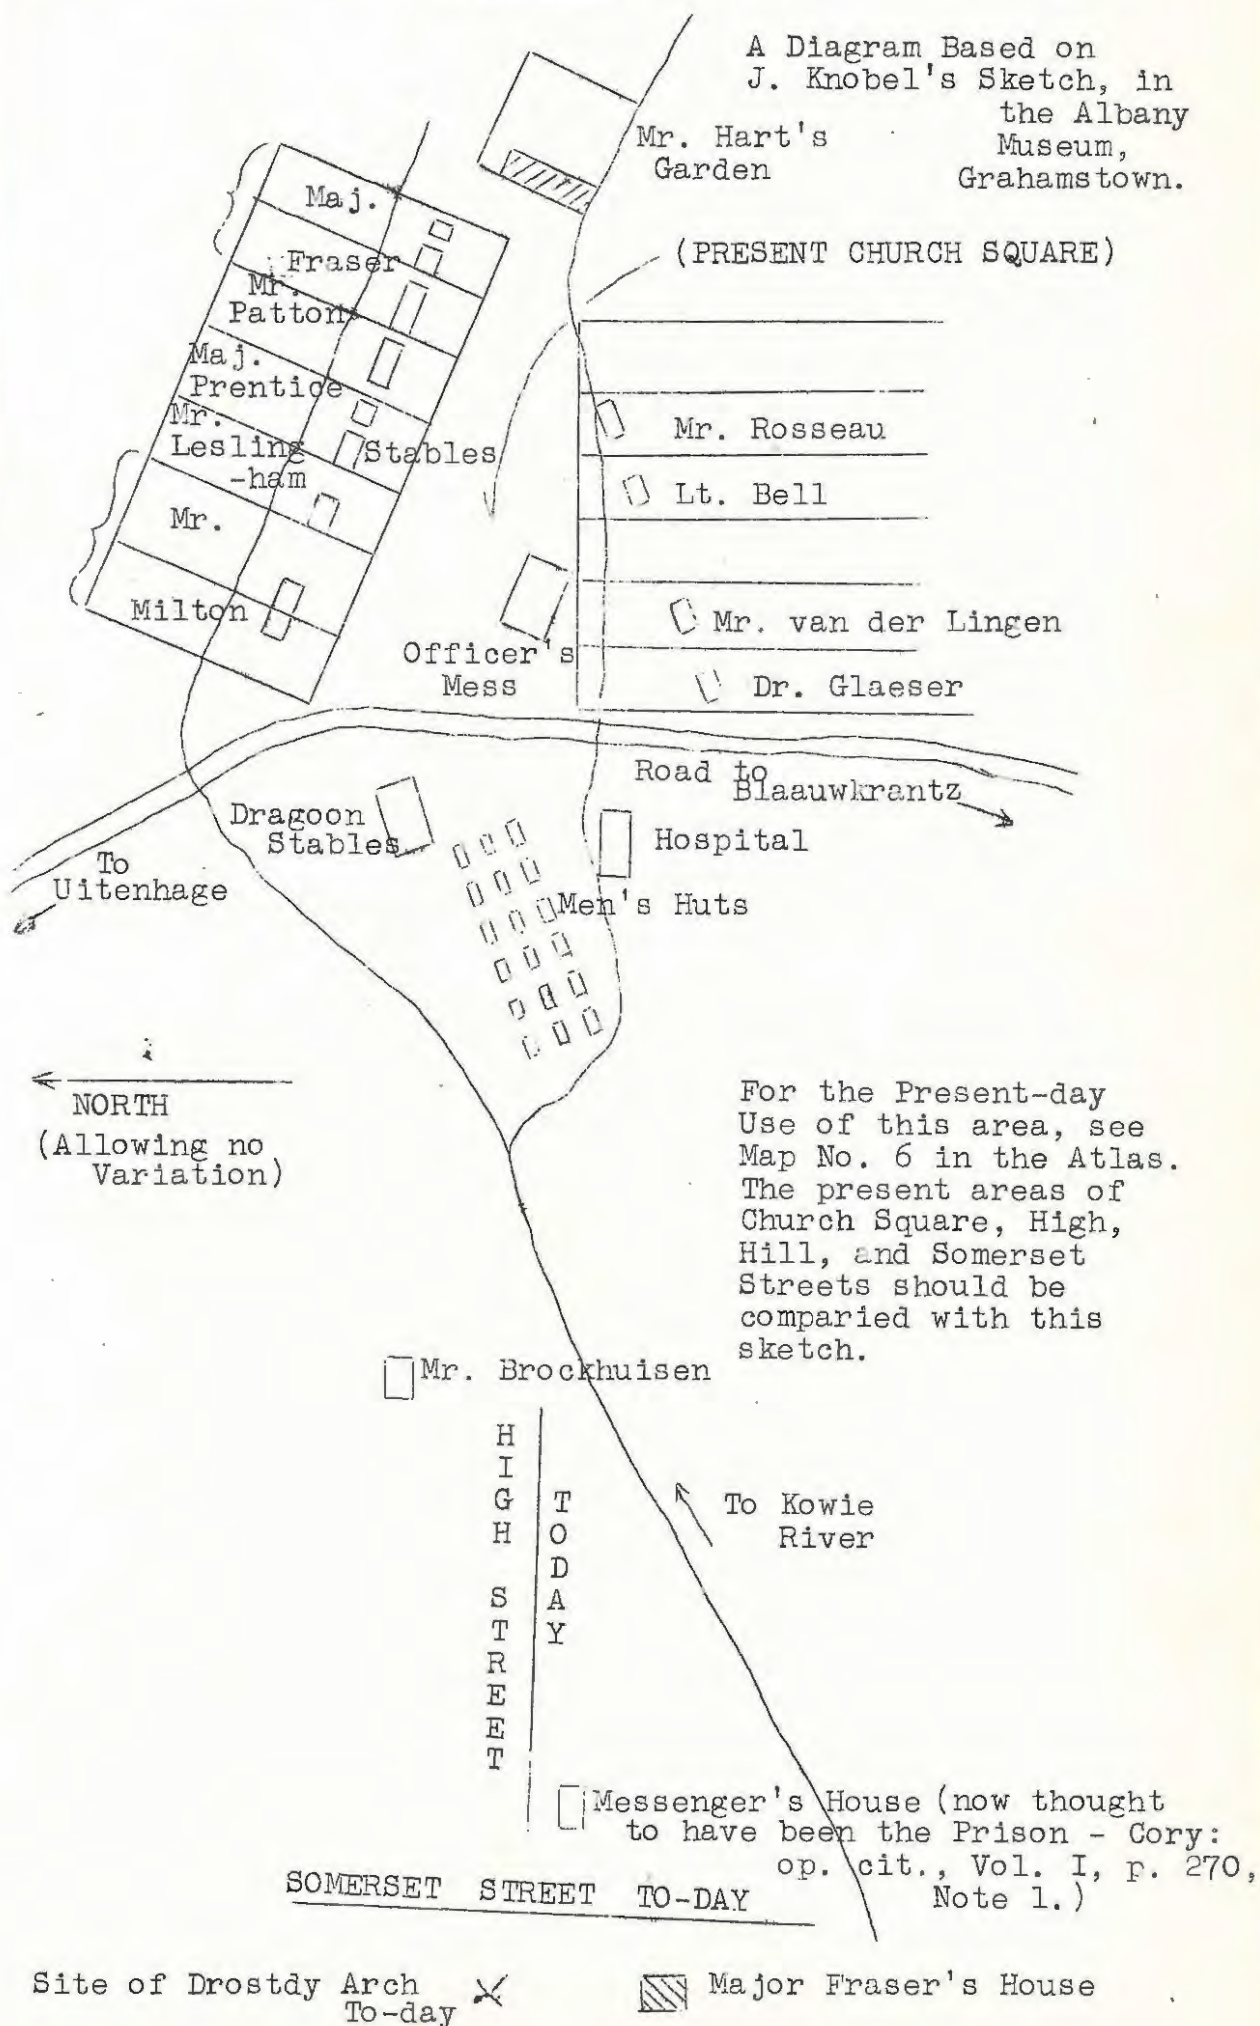 A Diagram Based on
J. Knobel's Sketch, in
the Albany
Museum,
Grahamstown.
Mr. Hart's
Garden
(PRESENT CHURCH SQUARE)
Maj.
Fraser
Mr.
Patton
Maj.
Prentice
Mr.
Lesling
-ham
Stables
Mr.
Milton
Mr. Rosseau
Lt. Bell
Mr. van der Lingen
Dr. Glaeser
Officer's
Mess
Road to
Blaauwkrantz
Dragoon
Stables
Hospital
To
Uitenhage
Men's Huts
NORTH
(Allowing no
Variation)
For the Present-day
Use of this area, see
Map No. 6 in the Atlas.
The present areas of
Church Square, High,
Hill, and Somerset
Streets should be
comparied with this
sketch.
Mr. Brockhuisen
HIGH STREET
TODAY
To Kowie
River
Messenger's House (now thought
to have been the Prison - Cory:
op. cit., Vol. I, p. 270,
Note 1.)
SOMERSET STREET TO-DAY
Site of Drostdy Arch
To-day
Major Fraser's House